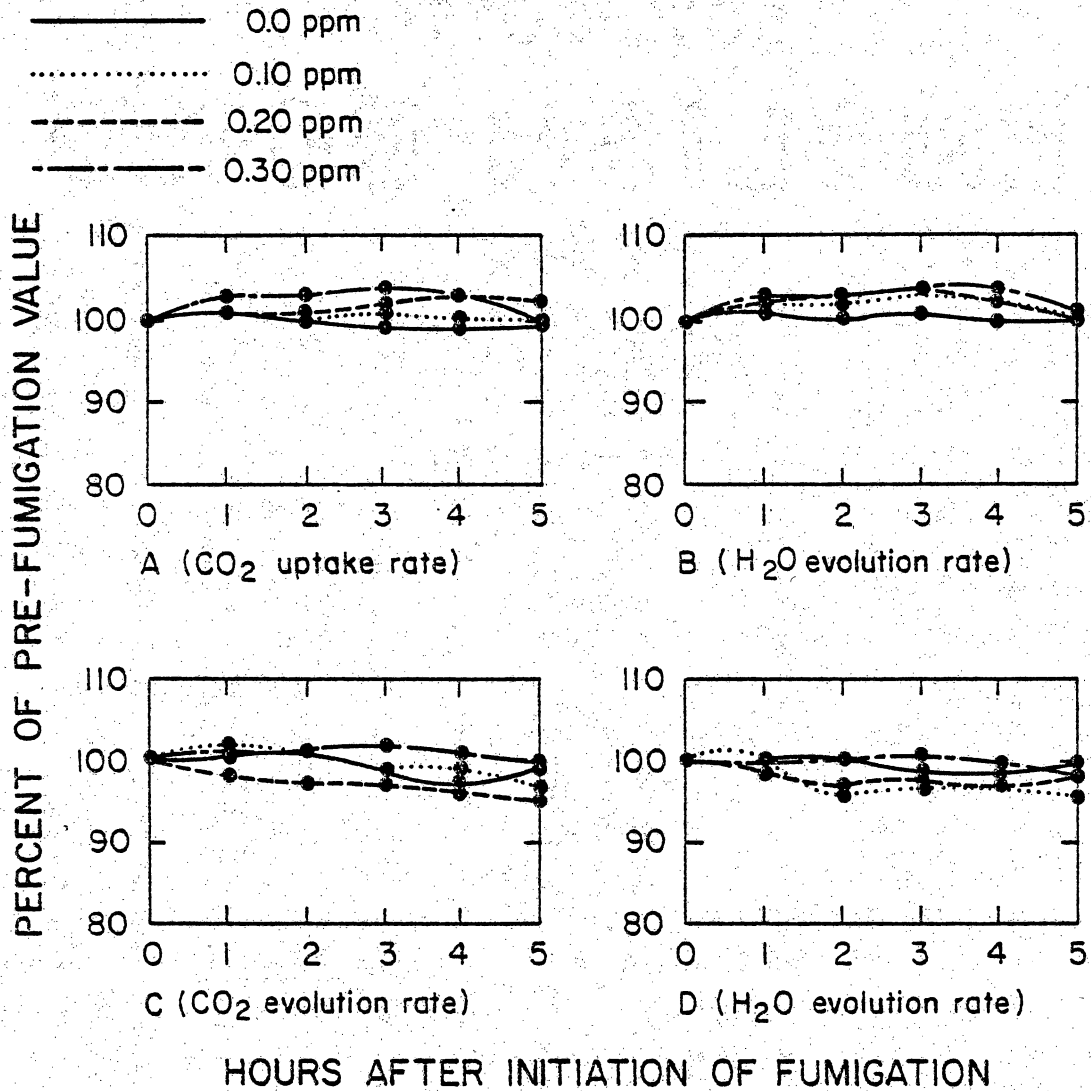 0.0 ppm
0.10 ppm
0.20 ppm
0.30 ppm
PERCENT OF PRE-FUMIGATION VALUE
110
100
90
80
0 1 2 3 4 5
A (CO2 uptake rate)
110
100
90
80
0 1 2 3 4 5
B (H2O evolution rate)
110
100
90
80
0 1 2 3 4 5
C (CO2 evolution rate)
110
100
90
80
0 1 2 3 4 5
D (H2O evolution rate)
HOURS AFTER INITIATION OF FUMIGATION